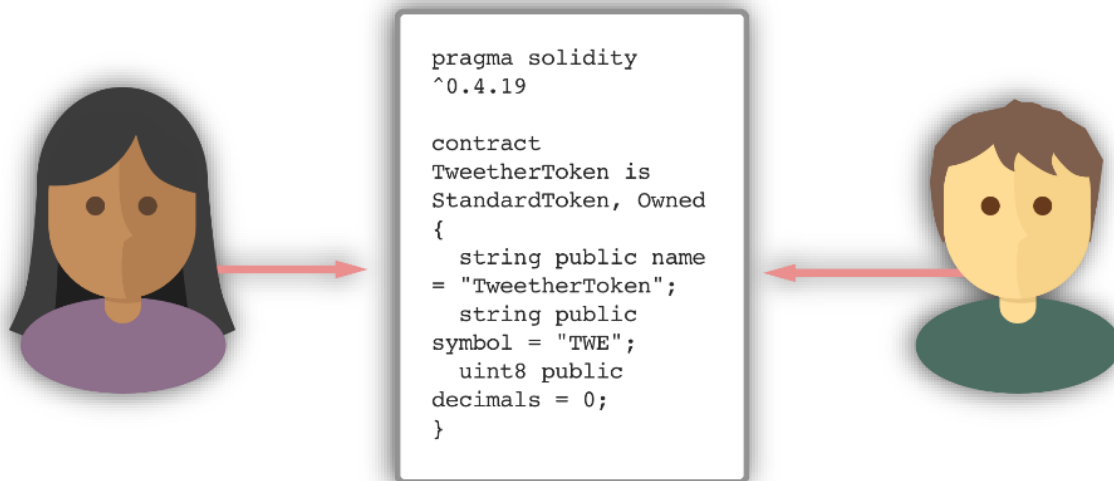 pragma solidity
^0.4.19
contract
TweetherToken is
StandardToken, Owned
{
  string public name
= "TweetherToken";
  string public
symbol = "TWE";
  uint8 public
decimals = 0;
}